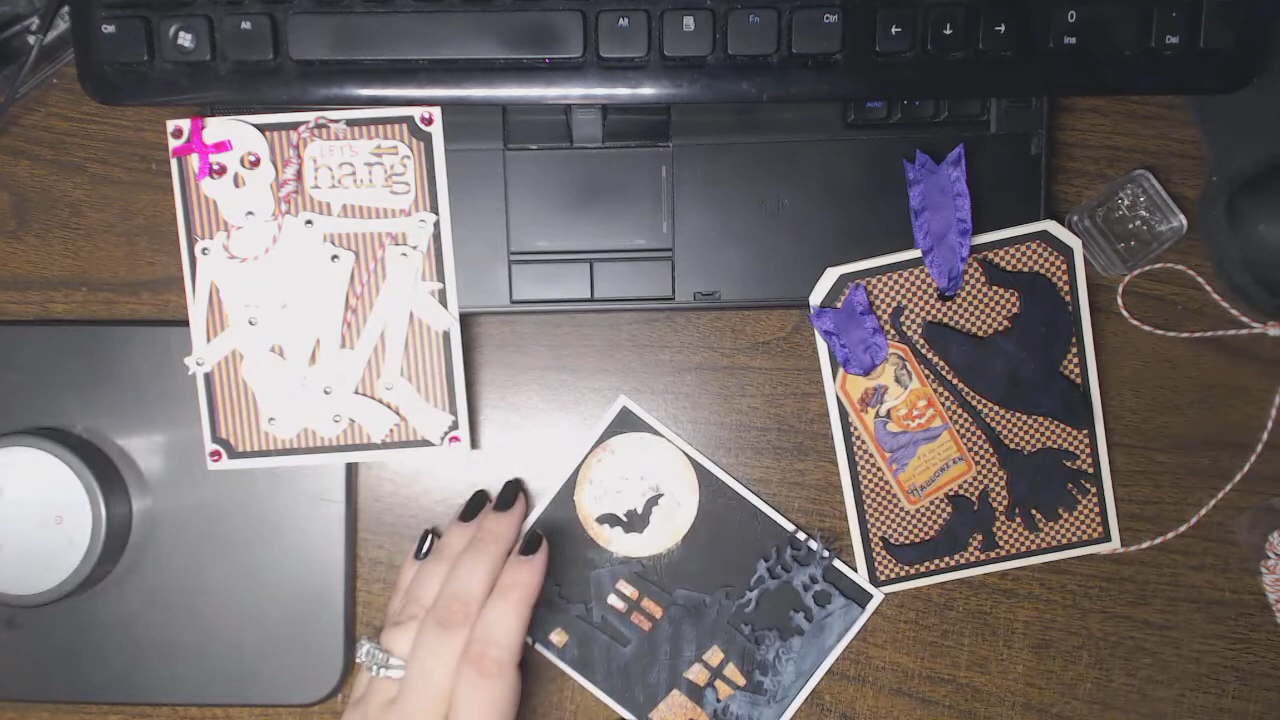 Ctrl
Alt
Alt
Fn
Ctrl
←
↓
→
0
Ins
.
Del
LET'S
hang
HALLOWEEN